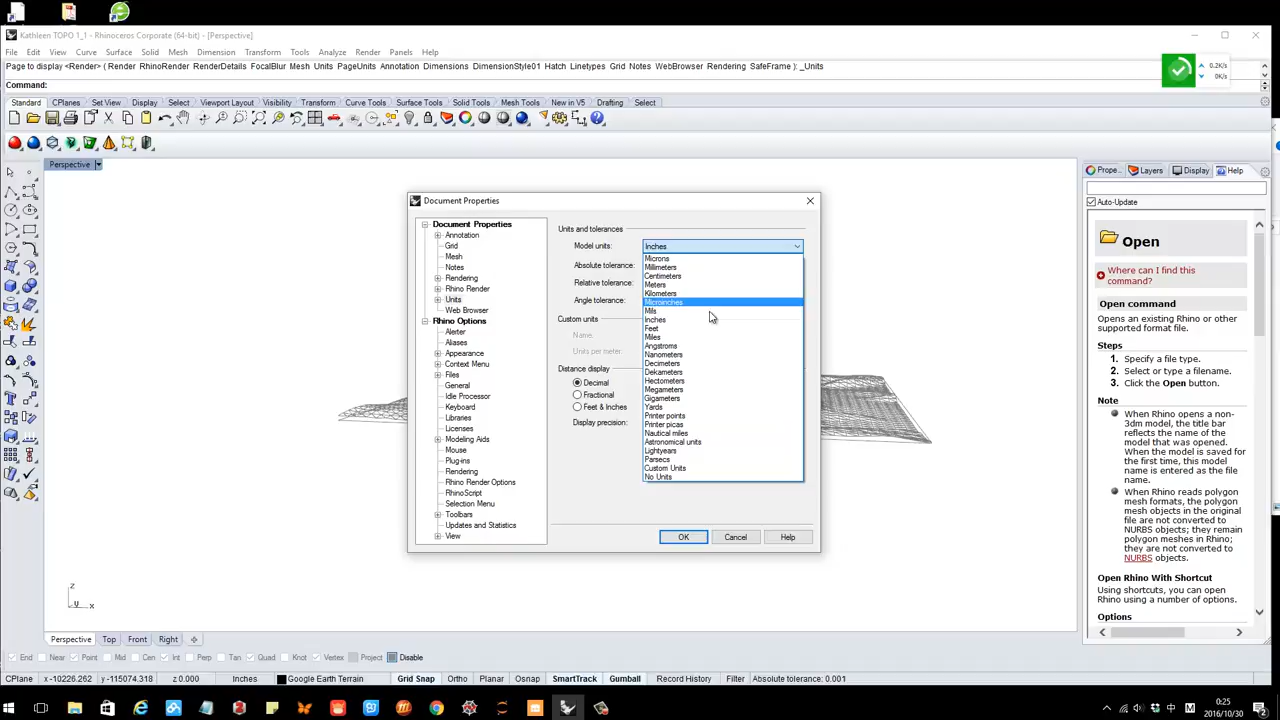 Kathleen TOPO 1_1 - Rhinoceros Corporate (64-bit) - [Perspective]
File Edit View Curve Surface Solid Mesh Dimension Transform Tools Analyze Render Panels Help
Page to display <Render> ( Render RhinoRender RenderDetails FocalBlur Mesh Units PageUnits Annotation Dimensions DimensionStyle01 Hatch Linetypes Grid Notes WebBrowser Rendering SafeFrame ): _Units
0.2K/s
0K/s
Command:
Standard CPlanes Set View Display Select Viewport Layout Visibility Transform Curve Tools Surface Tools Solid Tools Mesh Tools New in V5 Drafting Select
Perspective
Document Properties
Document Properties
Annotation
Grid
Mesh
Notes
Rendering
Rhino Render
Units
Web Browser
Rhino Options
Alerter
Aliases
Appearance
Context Menu
Files
General
Idle Processor
Keyboard
Libraries
Licenses
Modeling Aids
Mouse
Plug-ins
Rendering
Rhino Render Options
RhinoScript
Selection Menu
Toolbars
Updates and Statistics
View
Units and tolerances
Model units: Inches
Absolute tolerance:
Relative tolerance:
Angle tolerance:
Custom units
Name:
Units per meter:
Distance display
Decimal
Fractional
Feet & Inches
Display precision:
Microns
Millimeters
Centimeters
Meters
Kilometers
Microinches
Mils
Inches
Feet
Miles
Angstroms
Nanometers
Decimeters
Dekameters
Hectometers
Megameters
Gigameters
Yards
Printer points
Printer picas
Nautical miles
Astronomical units
Lightyears
Parsecs
Custom Units
No Units
OK Cancel Help
Prope... Layers Display Help
Auto-Update
Open
Where can I find this
command?
Open command
Opens an existing Rhino or other
supported format file.
Steps
1. Specify a file type.
2. Select or type a filename.
3. Click the Open button.
Note
When Rhino opens a non-
3dm model, the title bar
reflects the name of the
model that was opened.
When the model is saved for
the first time, this model
name is entered as the file
name.
When Rhino reads polygon
mesh formats, the polygon
mesh objects in the original
file are not converted to
NURBS objects; they remain
polygon meshes in Rhino;
they are not converted to
NURBS objects.
Open Rhino With Shortcut
Using shortcuts, you can open
Rhino using a number of options.
Options
z
y x
Perspective Top Front Right
End Near Point Mid Cen Int Perp Tan Quad Knot Vertex Project Disable
CPlane x -10226.262 y -115074.318 z 0.000 Inches Google Earth Terrain Grid Snap Ortho Planar Osnap SmartTrack Gumball Record History Filter Absolute tolerance: 0.001
M
0:25
2016/10/30
2